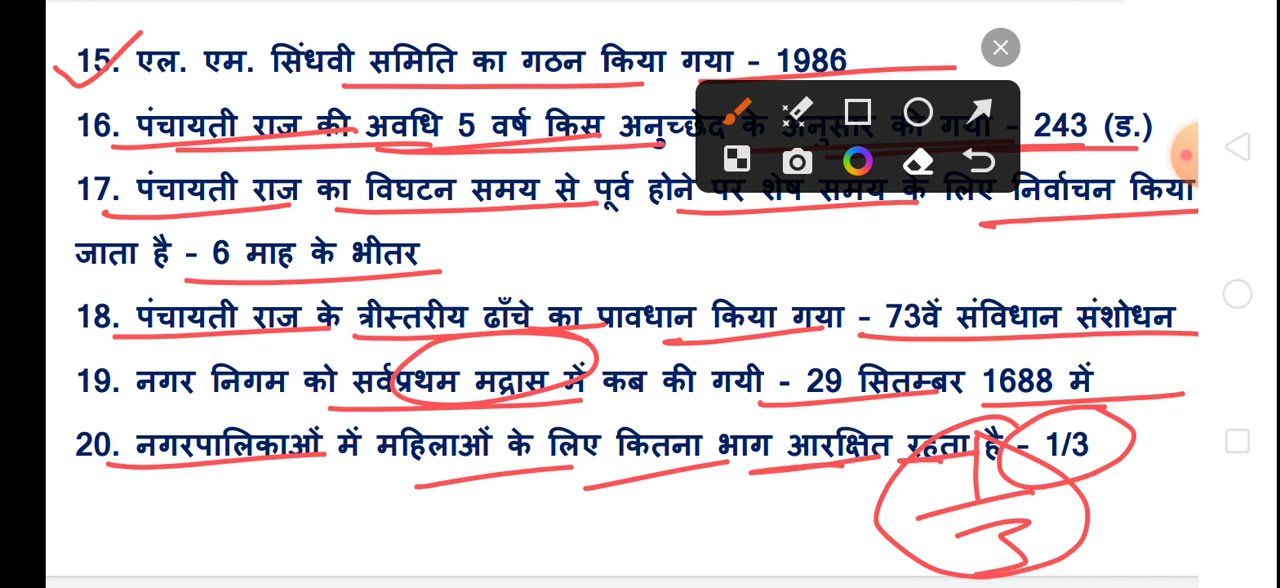 15. एल. एम. सिंधवी समिति का गठन किया गया - 1986
16. पंचायती राज की अवधि 5 वर्ष किस अनुच्छेद के अनुसार की गयी - 243 (ड.)
17. पंचायती राज का विघटन समय से पूर्व होने पर शेष समय के लिए निर्वाचन किया
जाता है - 6 माह के भीतर
18. पंचायती राज के त्रीस्तरीय ढाँचे का प्रावधान किया गया - 73वें संविधान संशोधन
19. नगर निगम को सर्वप्रथम मद्रास में कब की गयी - 29 सितम्बर 1688 में
20. नगरपालिकाओं में महिलाओं के लिए कितना भाग आरक्षित रहता है - 1/3
1/3